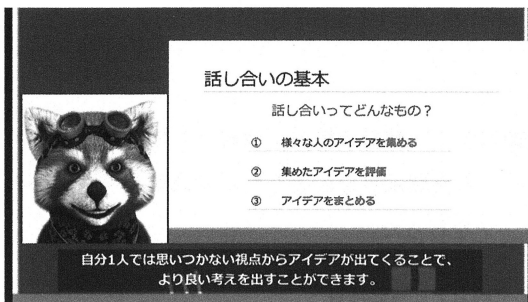 話し合いの基本
話し合いってどんなもの？
① 様々な人のアイデアを集める
② 集めたアイデアを評価
③ アイデアをまとめる
自分1人では思いつかない視点からアイデアが出てくることで、
より良い考えを出すことができます。